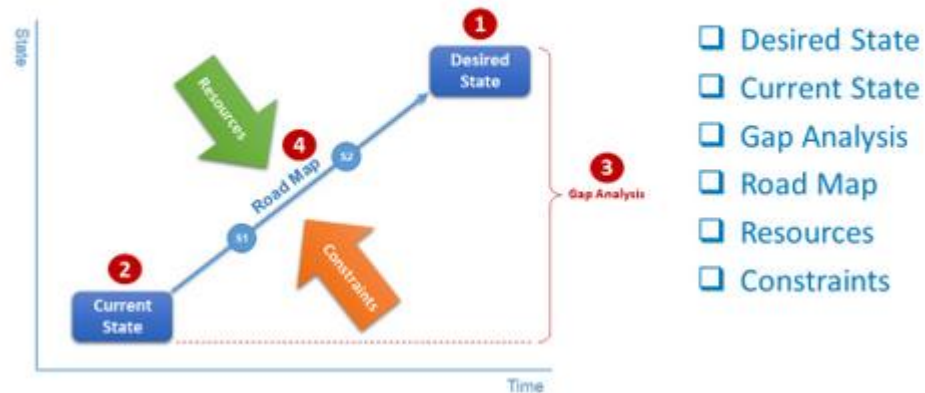 State
1
Desired
State
Resources
4
Road Map
S2
S1
3
Gap Analysis
Constraints
2
Current
State
Time
Desired State
Current State
Gap Analysis
Road Map
Resources
Constraints